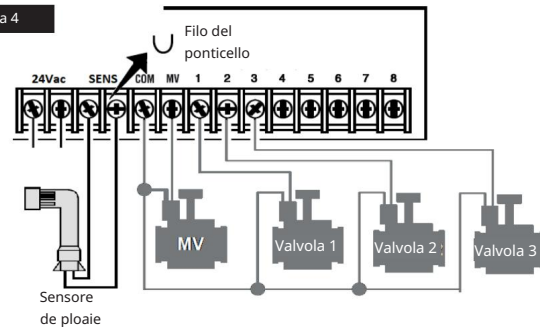 a 4
Filo del
ponticello
24Vac SENS COM MV 1 2 3 4 5 6 7 8
MV
Valvola 1
Valvola 2
Valvola 3
Sensore
de ploaie